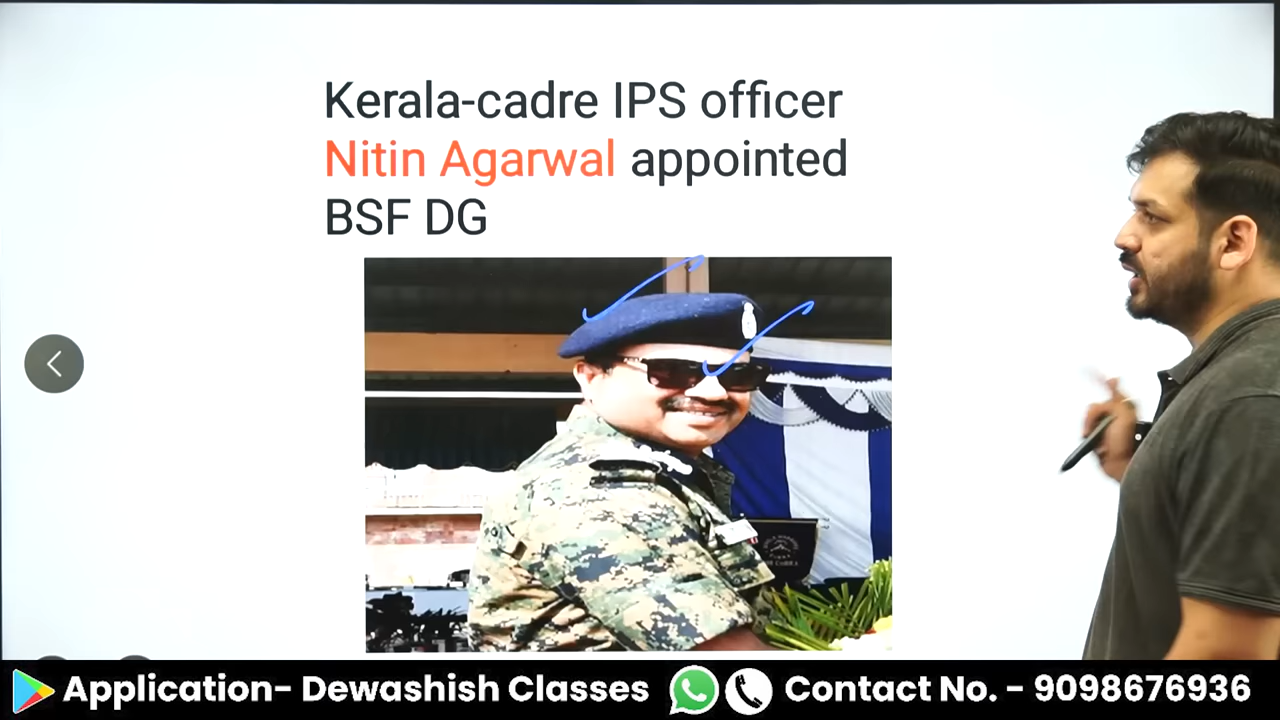 Kerala-cadre IPS officer
Nitin Agarwal appointed
BSF DG
Application- Dewashish Classes
Contact No. - 9098676936